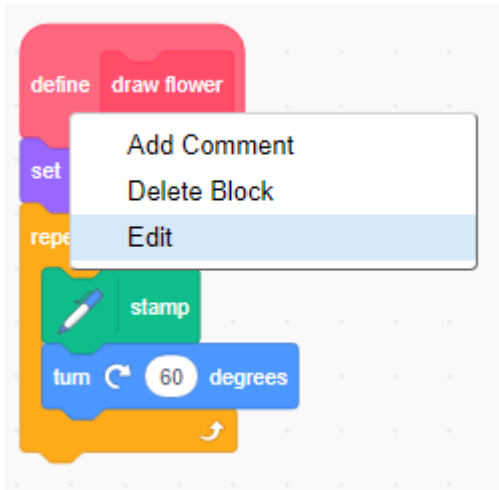 define draw flower
Add Comment
set
Delete Block
repe
Edit
stamp
turn 60 degrees